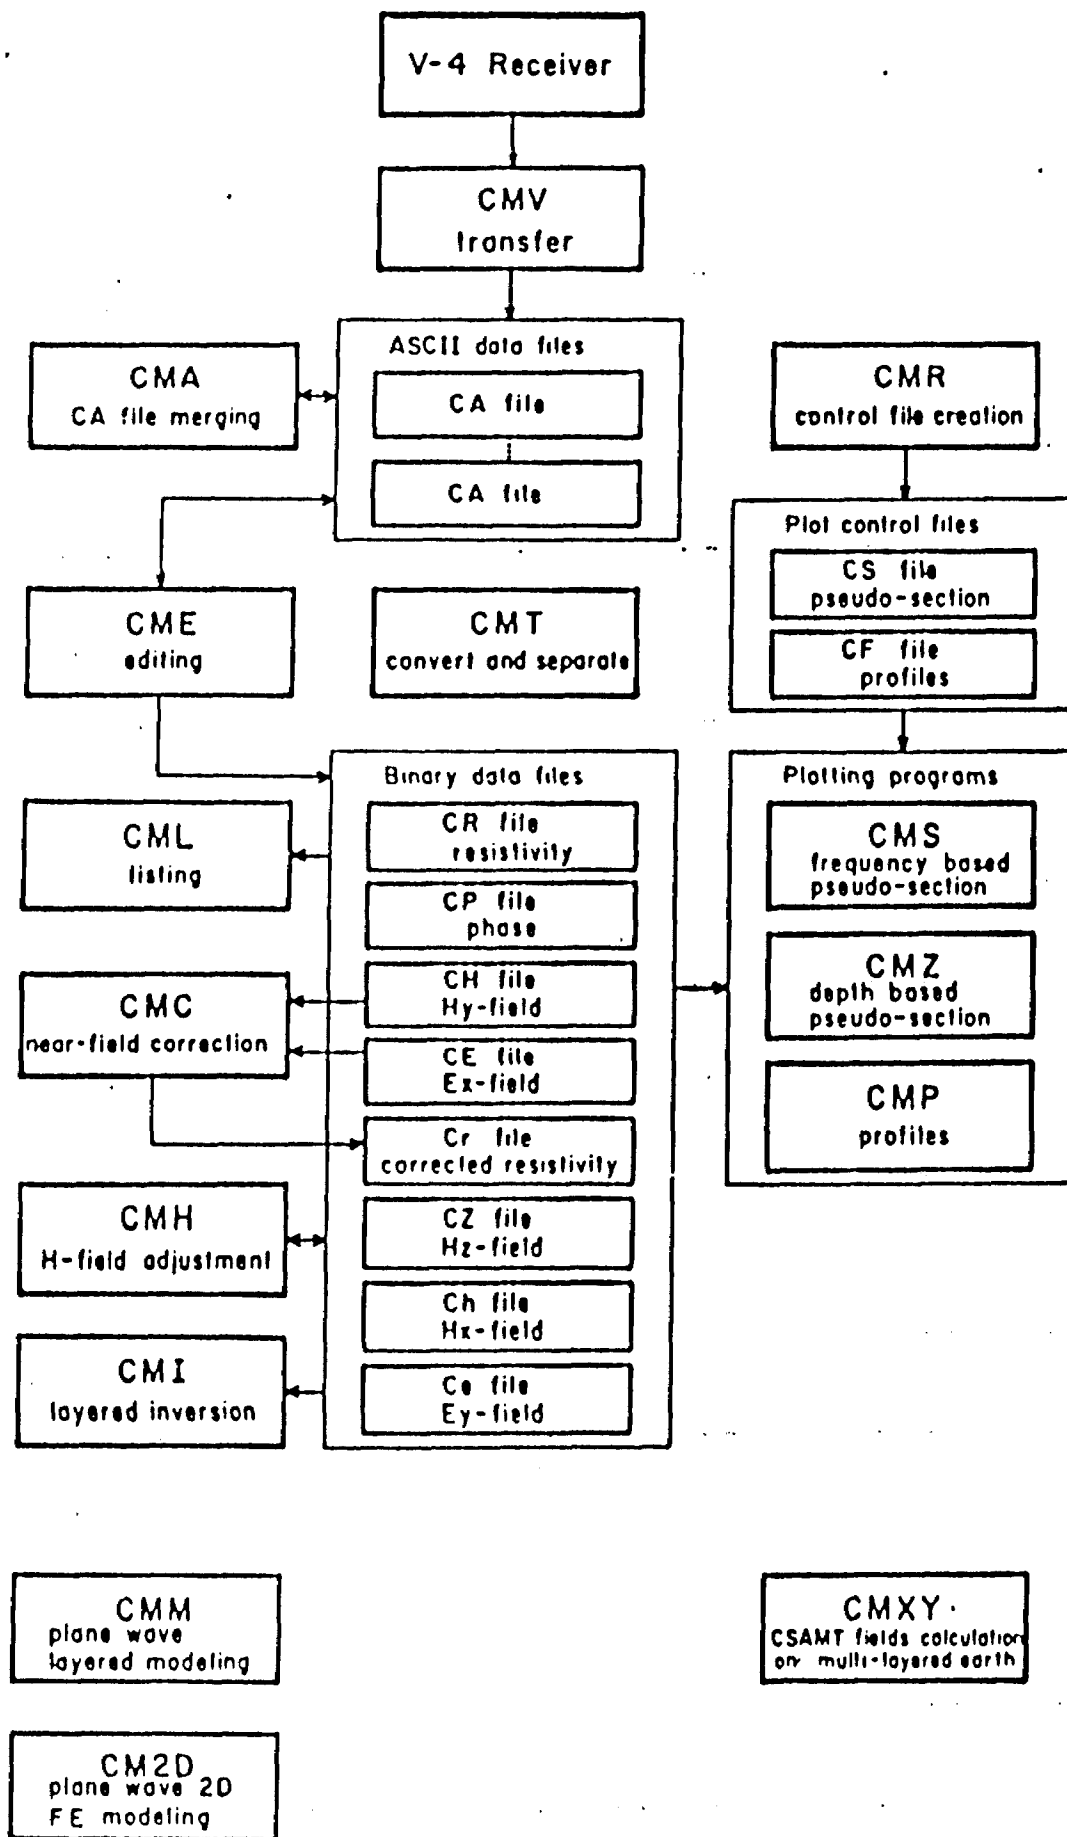 V-4 Receiver
CMV
transfer
ASCII data files
CA file
CA file
CMA
CA file merging
CMR
control file creation
Plot control files
CS file
pseudo-section
CF file
profiles
CME
editing
CMT
convert and separate
Binary data files
CR file
resistivity
CP file
phase
CH file
Hy-field
CE file
Ex-field
Cr file
corrected resistivity
CZ file
Hz-field
Ch file
Hx-field
Ce file
Ey-field
CML
listing
CMC
near-field correction
CMH
H-field adjustment
CMI
layered inversion
Plotting programs
CMS
frequency based
pseudo-section
CMZ
depth based
pseudo-section
CMP
profiles
CMM
plane wave
layered modeling
CMXY
CSAMT fields calculation
on multi-layered earth
CM2D
plane wave 2D
FE modeling